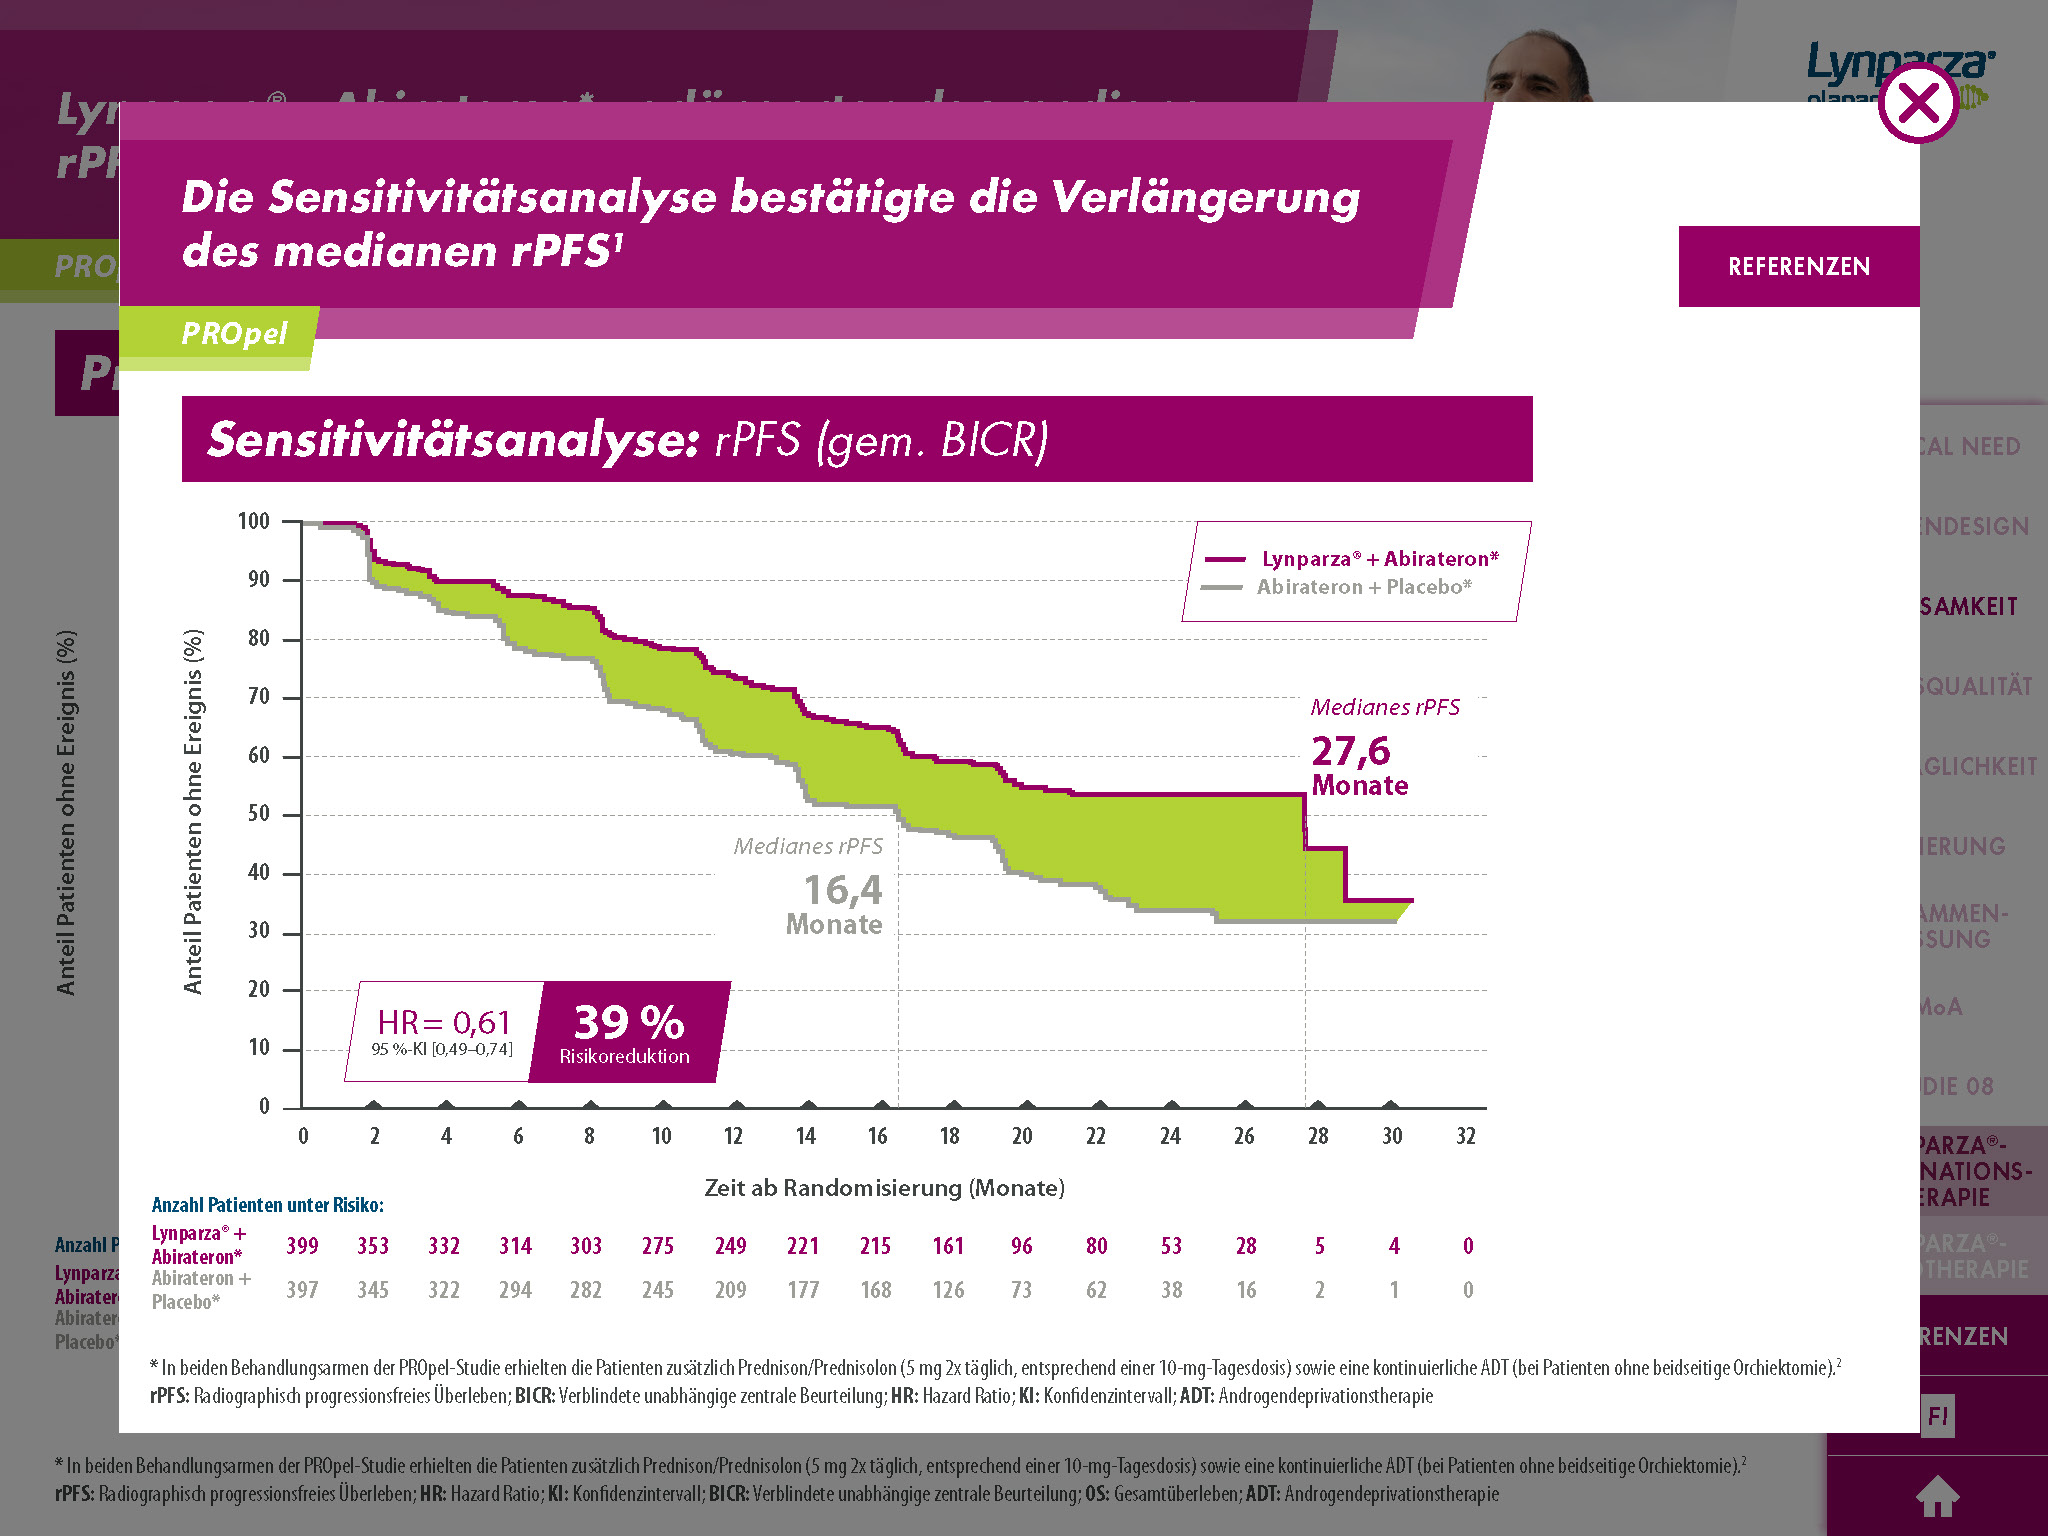 Lynparza®
Die Sensitivitätsanalyse bestätigte die Verlängerung
des medianen rPFS¹
REFERENZEN
PROpel
Sensitivitätsanalyse: rPFS (gem. BICR)
Anteil Patienten ohne Ereignis (%)
Anteil Patienten ohne Ereignis (%)
100
90
80
70
60
50
40
30
20
10
0
Lynparza® + Abirateron*
Abirateron + Placebo*
Medianes rPFS
27,6
Monate
Medianes rPFS
16,4
Monate
HR = 0,61
95 %-KI [0,49–0,74]
39 %
Risikoreduktion
0 2 4 6 8 10 12 14 16 18 20 22 24 26 28 30 32
Zeit ab Randomisierung (Monate)
Anzahl Patienten unter Risiko:
Lynparza® +
Abirateron* 399 353 332 314 303 275 249 221 215 161 96 80 53 28 5 4 0
Abirateron +
Placebo* 397 345 322 294 282 245 209 177 168 126 73 62 38 16 2 1 0
* In beiden Behandlungsarmen der PROpel-Studie erhielten die Patienten zusätzlich Prednison/Prednisolon (5 mg 2x täglich, entsprechend einer 10-mg-Tagesdosis) sowie eine kontinuierliche ADT (bei Patienten ohne beidseitige Orchiektomie).²
rPFS: Radiographisch progressionsfreies Überleben; BICR: Verblindete unabhängige zentrale Beurteilung; HR: Hazard Ratio; KI: Konfidenzintervall; ADT: Androgendeprivationstherapie
* In beiden Behandlungsarmen der PROpel-Studie erhielten die Patienten zusätzlich Prednison/Prednisolon (5 mg 2x täglich, entsprechend einer 10-mg-Tagesdosis) sowie eine kontinuierliche ADT (bei Patienten ohne beidseitige Orchiektomie).²
rPFS: Radiographisch progressionsfreies Überleben; HR: Hazard Ratio; KI: Konfidenzintervall; BICR: Verblindete unabhängige zentrale Beurteilung; OS: Gesamtüberleben; ADT: Androgendeprivationstherapie
NEED
MoA
08
FI